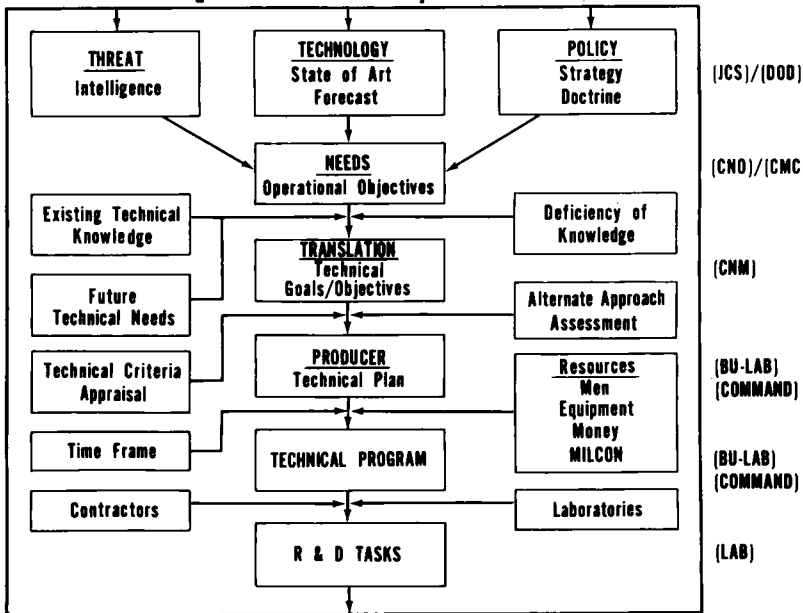 THREAT
Intelligence
TECHNOLOGY
State of Art
Forecast
POLICY
Strategy
Doctrine
(JCS)/(DOD)
NEEDS
Operational Objectives
(CNO)/(CMC
Existing Technical
Knowledge
Deficiency of
Knowledge
TRANSLATION
Technical
Goals/Objectives
(CNM)
Future
Technical Needs
Alternate Approach
Assessment
Technical Criteria
Appraisal
PRODUCER
Technical Plan
Resources
Men
Equipment
Money
MILCON
(BU-LAB)
(COMMAND)
Time Frame
TECHNICAL PROGRAM
(BU-LAB)
(COMMAND)
Contractors
Laboratories
R & D TASKS
(LAB)